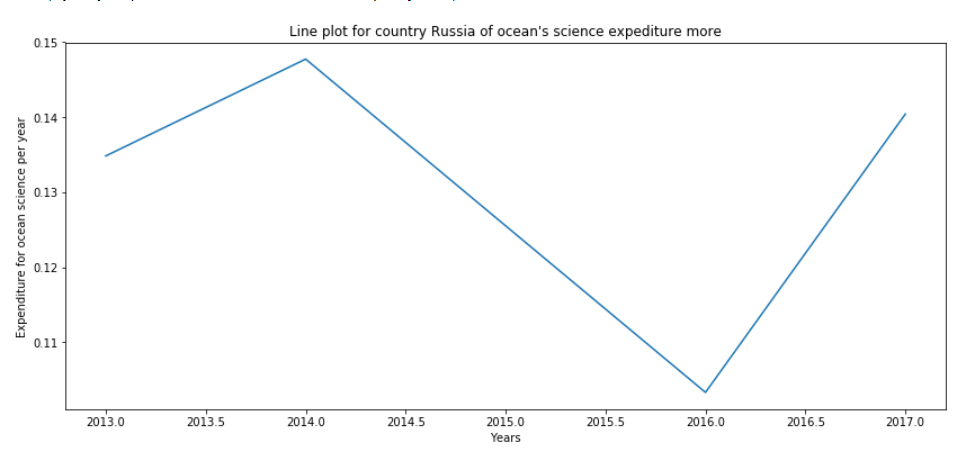 Line plot for country Russia of ocean's science expediture more
Expenditure for ocean science per year
0.15
0.14
0.13
0.12
0.11
2013.0 2013.5 2014.0 2014.5 2015.0 2015.5 2016.0 2016.5 2017.0
Years